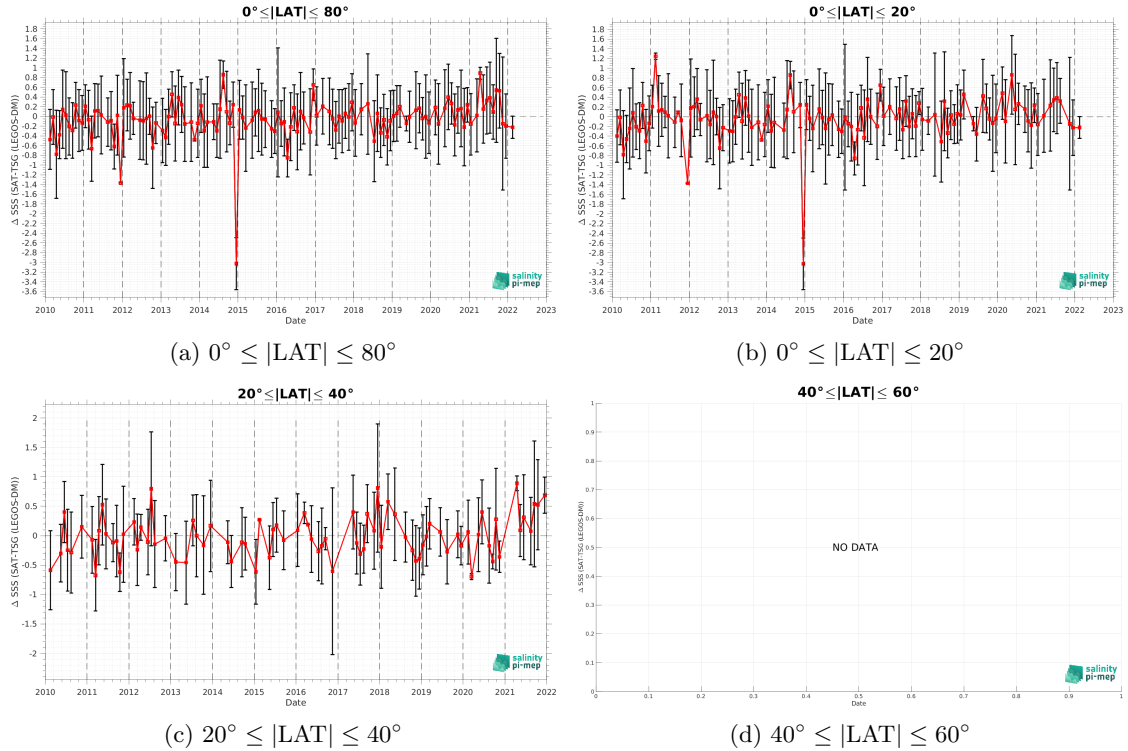 0°≤|LAT|≤ 80°
Δ SSS (SAT-TSG (LEGOS-DM))
1.8
1.6
1.4
1.2
1
0.8
0.6
0.4
0.2
0
-0.2
-0.4
-0.6
-0.8
-1
-1.2
-1.4
-1.6
-1.8
-2
-2.2
-2.4
-2.6
-2.8
-3
-3.2
-3.4
-3.6
2010 2011 2012 2013 2014 2015 2016 2017 2018 2019 2020 2021 2022 2023
Date
salinity
pi-mep
(a) 0° ≤ |LAT| ≤ 80°
0°≤|LAT|≤ 20°
Δ SSS (SAT-TSG (LEGOS-DM))
1.8
1.6
1.4
1.2
1
0.8
0.6
0.4
0.2
0
-0.2
-0.4
-0.6
-0.8
-1
-1.2
-1.4
-1.6
-1.8
-2
-2.2
-2.4
-2.6
-2.8
-3
-3.2
-3.4
-3.6
2010 2011 2012 2013 2014 2015 2016 2017 2018 2019 2020 2021 2022 2023
Date
salinity
pi-mep
(b) 0° ≤ |LAT| ≤ 20°
20°≤|LAT|≤ 40°
Δ SSS (SAT-TSG (LEGOS-DM))
2
1.5
1
0.5
0
-0.5
-1
-1.5
-2
2010 2011 2012 2013 2014 2015 2016 2017 2018 2019 2020 2021 2022
Date
salinity
pi-mep
(c) 20° ≤ |LAT| ≤ 40°
40°≤|LAT|≤ 60°
Δ SSS (SAT-TSG (LEGOS-DM))
1
0.9
0.8
0.7
0.6
0.5
0.4
0.3
0.2
0.1
0
NO DATA
0 0.1 0.2 0.3 0.4 0.5 0.6 0.7 0.8 0.9 1
Date
salinity
pi-mep
(d) 40° ≤ |LAT| ≤ 60°